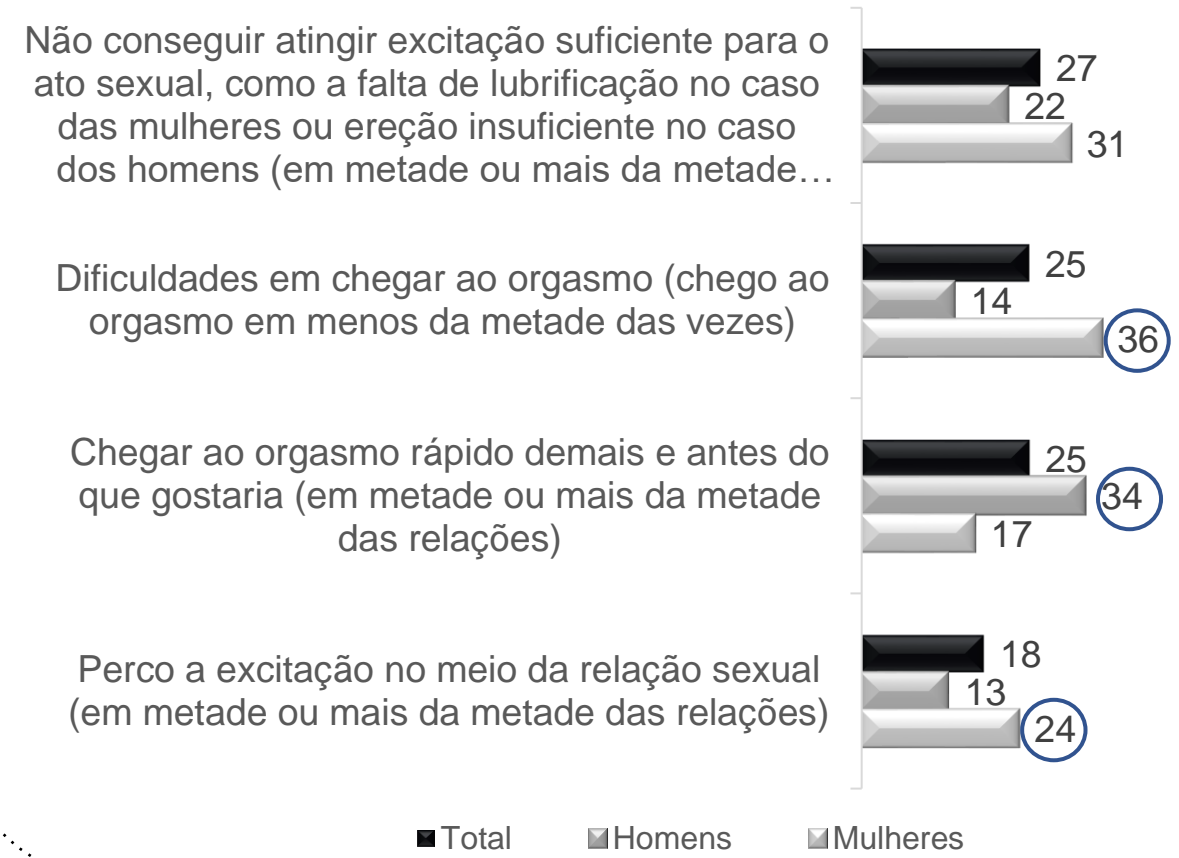 Não conseguir atingir excitação suficiente para o
ato sexual, como a falta de lubrificação no caso
das mulheres ou ereção insuficiente no caso
dos homens (em metade ou mais da metade…
27
22
31
Dificuldades em chegar ao orgasmo (chego ao
orgasmo em menos da metade das vezes)
25
14
36
Chegar ao orgasmo rápido demais e antes do
que gostaria (em metade ou mais da metade
das relações)
25
34
17
Perco a excitação no meio da relação sexual
(em metade ou mais da metade das relações)
18
13
24
Total Homens Mulheres